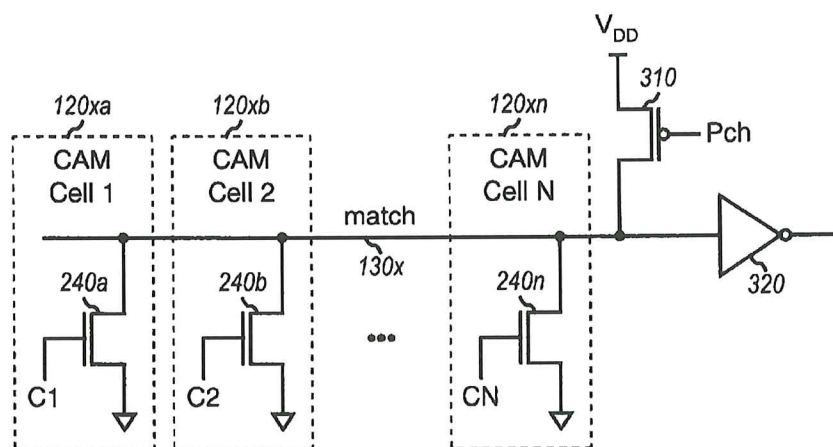 V_DD
310
120xa
120xb
120xn
Pch
CAM
Cell 1
CAM
Cell 2
CAM
Cell N
match
130x
320
240a
240b
240n
C1
C2
CN